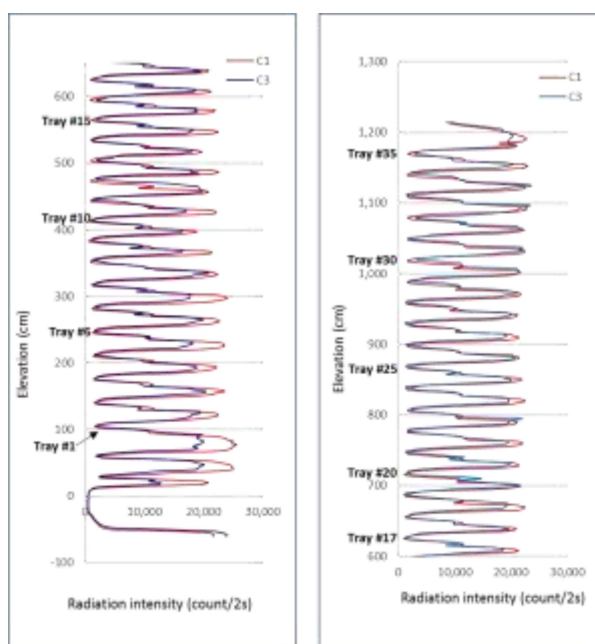 C1
C3
600
Tray #15
500
Tray #10
400
300
Tray #6
200
100
Tray #1
0
-100
10,000
20,000
30,000
Elevation (cm)
Radiation intensity (count/2s)
1,300
C1
C3
1,200
Tray #35
1,100
Tray #30
1,000
900
Tray #25
800
Tray #20
700
Tray #17
600
0
10,000
20,000
30,000
Elevation (cm)
Radiation intensity (count/2s)